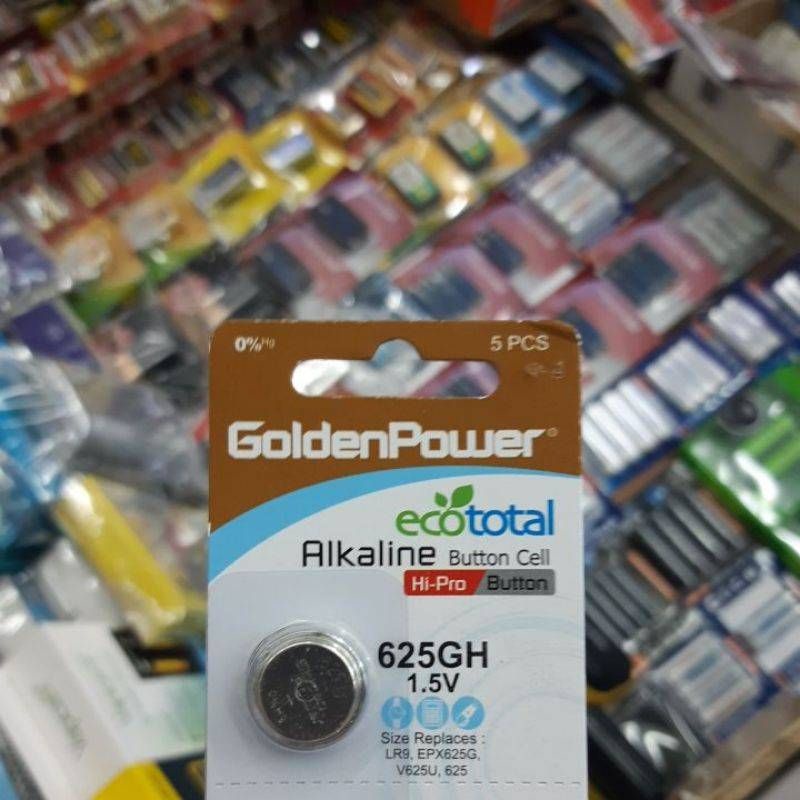 0%Hg
5 PCS
GoldenPower
ecototal
Alkaline Button Cell
Hi-Pro Button
625GH
1.5V
Size Replaces :
LR9, EPX625G,
V625U, 625